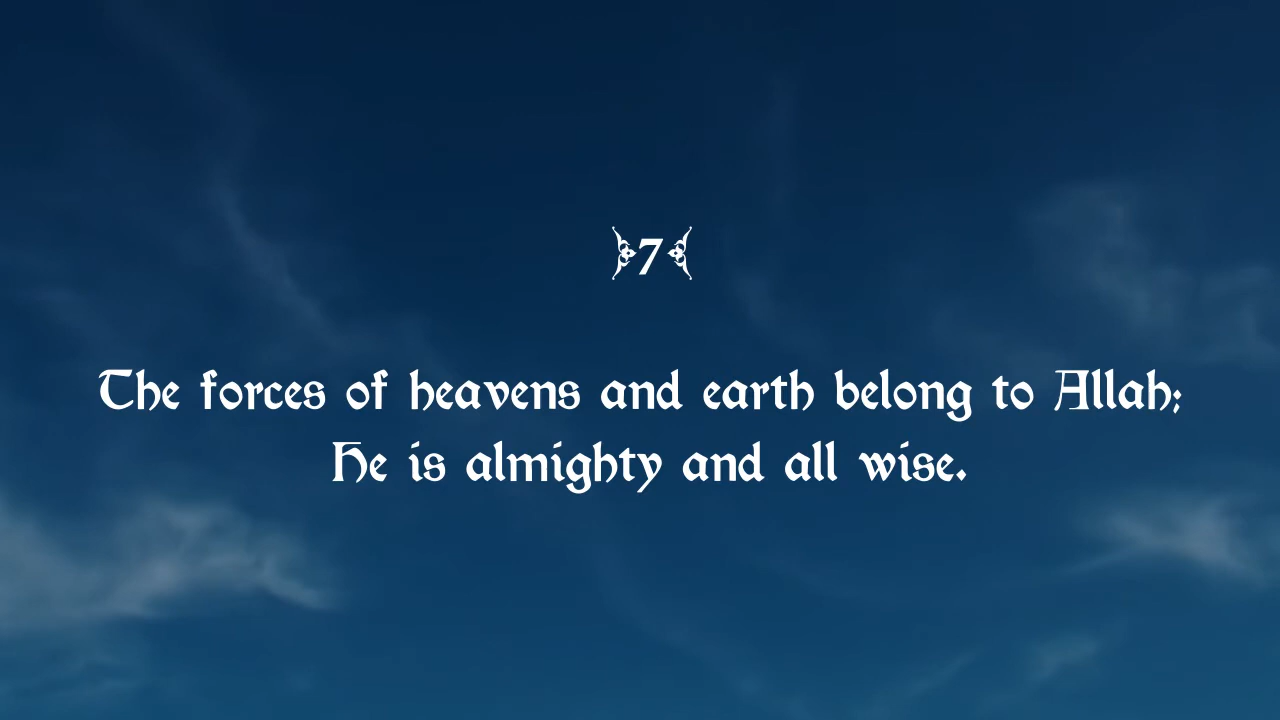 7
The forces of heavens and earth belong to Allah;
He is almighty and all wise.